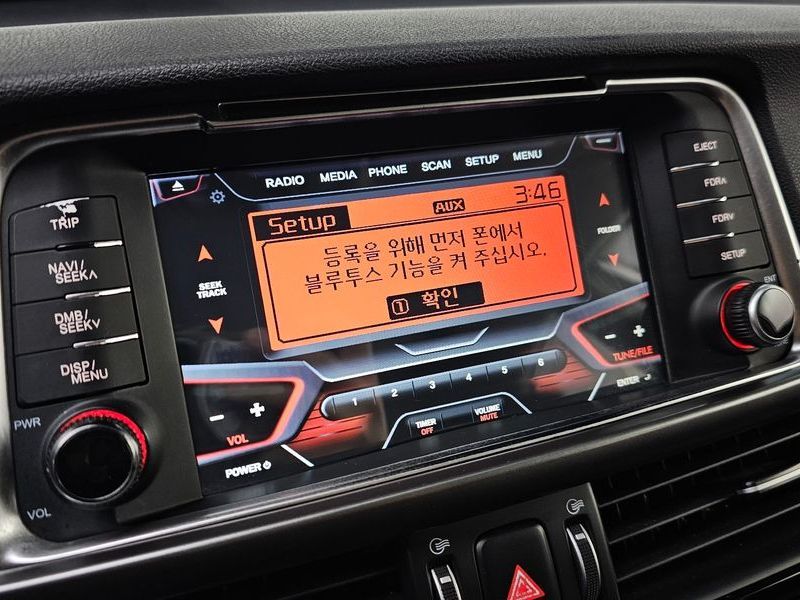 RADIO MEDIA PHONE SCAN SETUP MENU
EJECT
TRIP
AUX 3:46
Setup
FDR∧
NAVI/
SEEK∧
SEEK
TRACK
등록을 위해 먼저 폰에서
블루투스 기능을 켜 주십시오.
① 확인
FOLDER
FDR∨
SETUP
DMB/
SEEK∨
DISP/
MENU
ENT
PWR
VOL
- +
VOL
POWER
1 2 3 4 5 6
TIMER
OFF
VOLUME
MUTE
- +
TUNE/FILE
ENTER